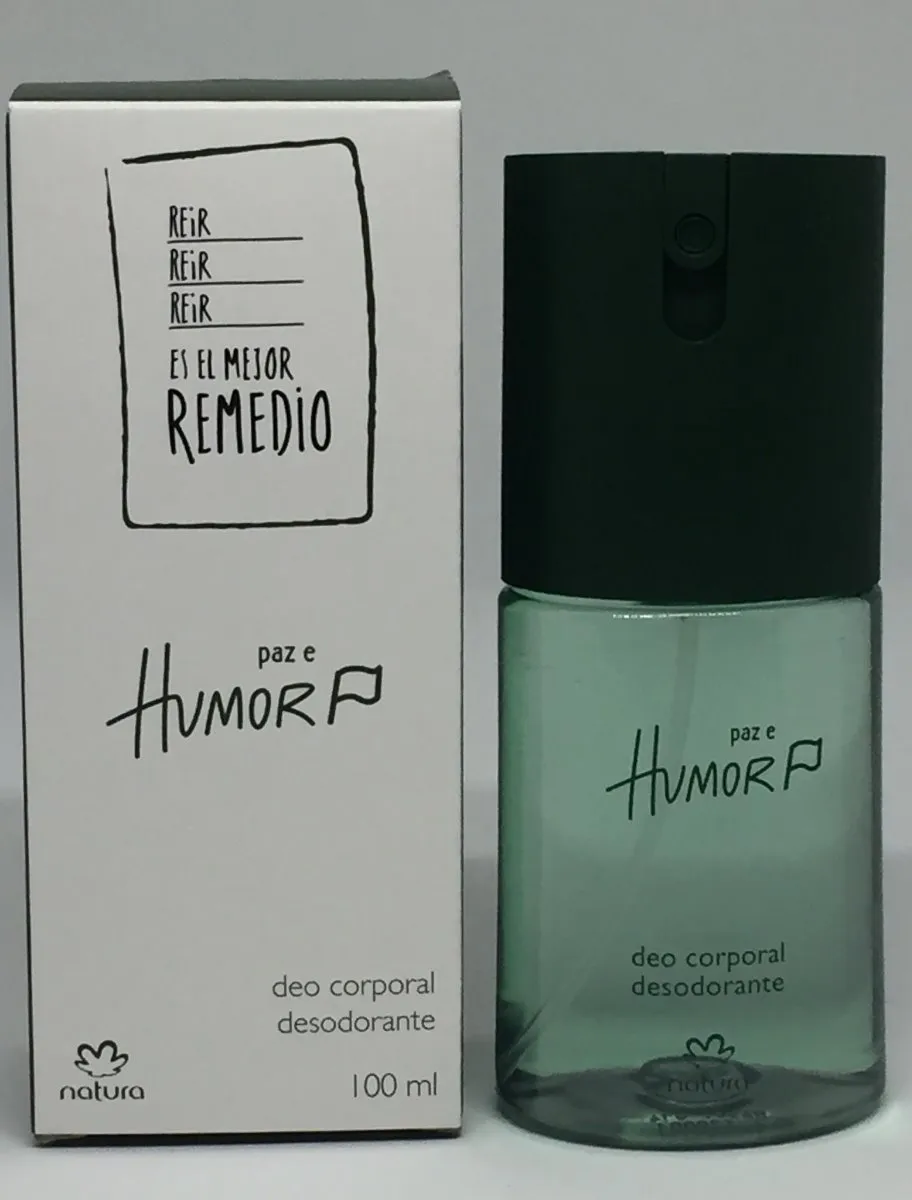 REiR
REiR
REiR
ES EL MEJOR
REMEDiO
paz e
HUMOR
deo corporal
desodorante
natura
100 ml
paz e
HUMOR
deo corporal
desodorante
natura